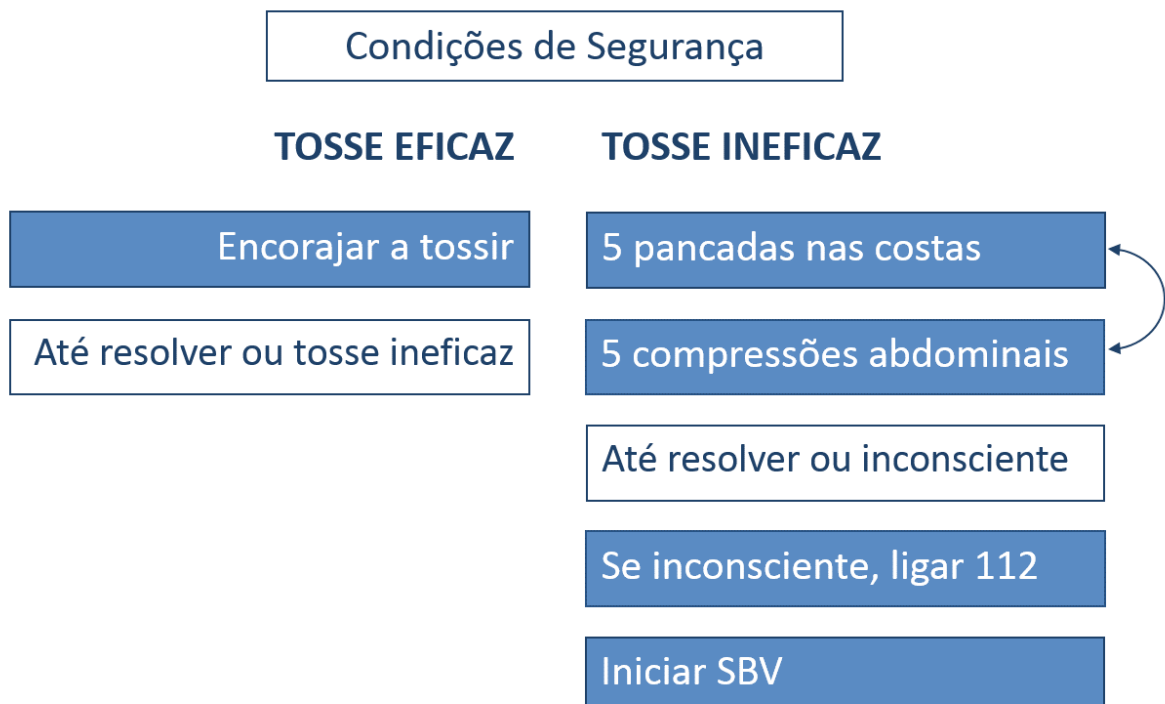 Condições de Segurança
TOSSE EFICAZ
Encorajar a tossir
Até resolver ou tosse ineficaz
TOSSE INEFICAZ
5 pancadas nas costas
5 compressões abdominais
Até resolver ou inconsciente
Se inconsciente, ligar 112
Iniciar SBV